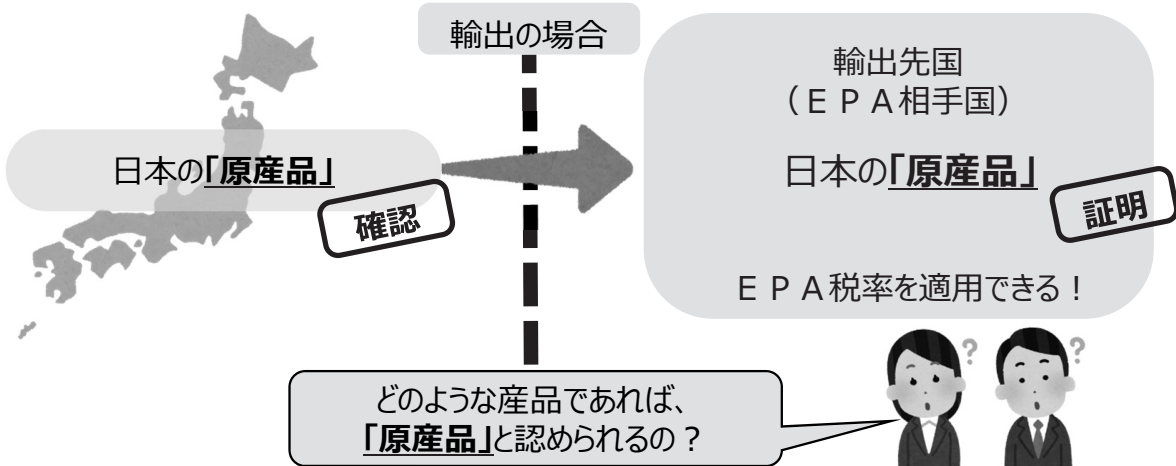 輸出の場合
日本の「原産品」
確認
輸出先国
（ＥＰＡ相手国）
日本の「原産品」
証明
ＥＰＡ税率を適用できる！
どのような産品であれば、
「原産品」と認められるの？
?
?